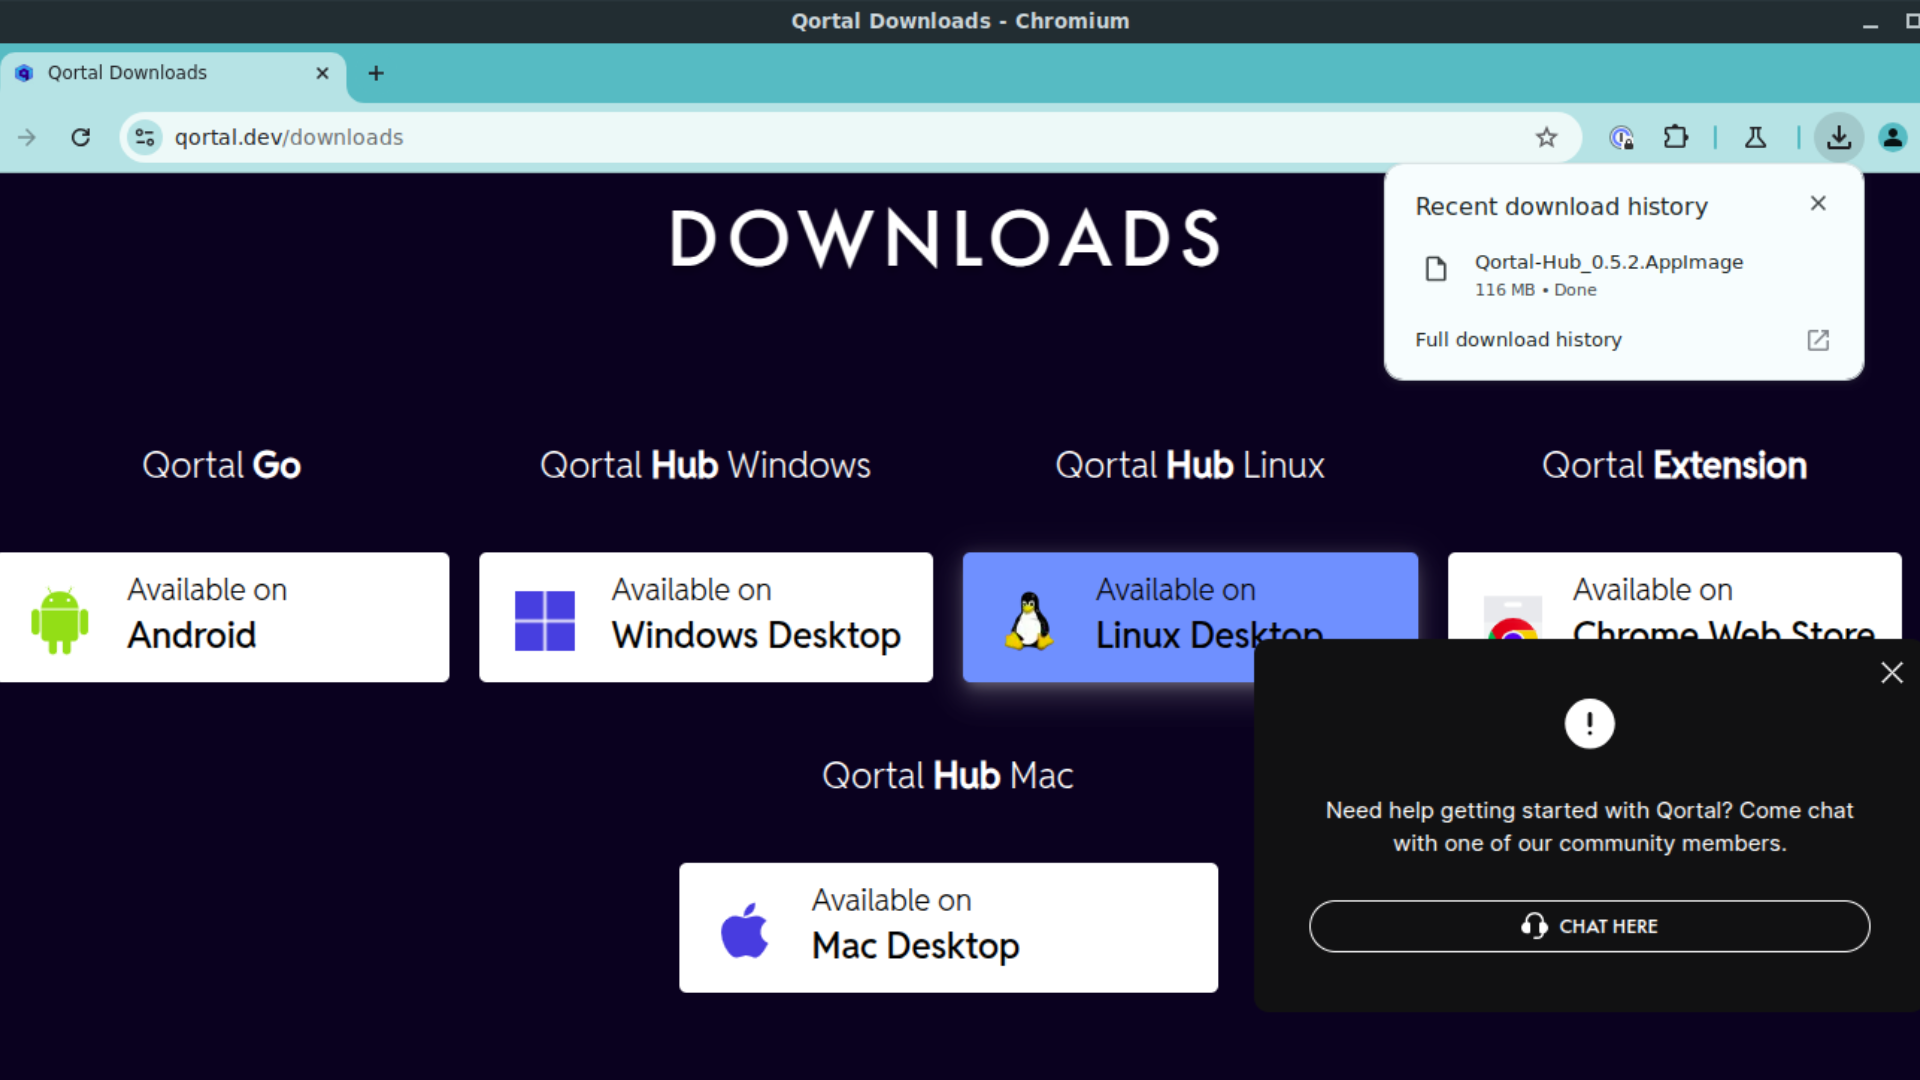 Qortal Downloads - Chromium
Qortal Downloads
qortal.dev/downloads
Recent download history
Qortal-Hub_0.5.2.AppImage
116 MB • Done
Full download history
DOWNLOADS
Qortal Go
Qortal Hub Windows
Qortal Hub Linux
Qortal Extension
Available on
Android
Available on
Windows Desktop
Available on
Linux Desktop
Available on
Chrome Web Store
Qortal Hub Mac
Available on
Mac Desktop
Need help getting started with Qortal? Come chat
with one of our community members.
CHAT HERE